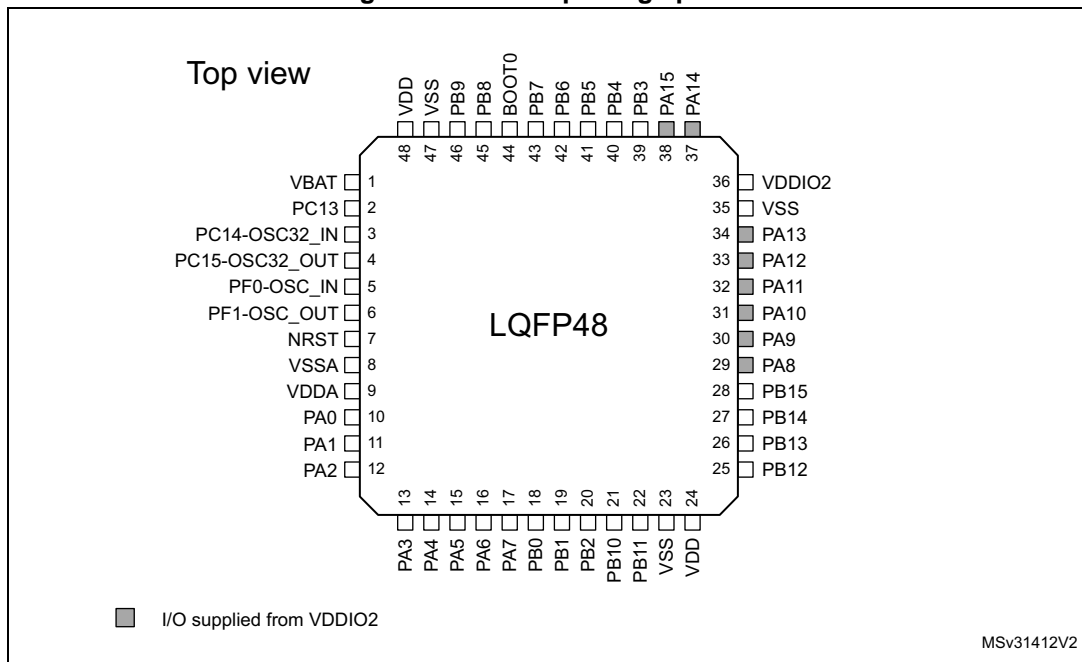 Top view
VDD
VSS
PB9
PB8
BOOT0
PB7
PB6
PB5
PB4
PB3
PA15
PA14
48
47
46
45
44
43
42
41
40
39
38
37
VBAT 1
PC13 2
PC14-OSC32_IN 3
PC15-OSC32_OUT 4
PF0-OSC_IN 5
PF1-OSC_OUT 6
NRST 7
VSSA 8
VDDA 9
PA0 10
PA1 11
PA2 12
LQFP48
36 VDDIO2
35 VSS
34 PA13
33 PA12
32 PA11
31 PA10
30 PA9
29 PA8
28 PB15
27 PB14
26 PB13
25 PB12
13
14
15
16
17
18
19
20
21
22
23
24
PA3
PA4
PA5
PA6
PA7
PB0
PB1
PB2
PB10
PB11
VSS
VDD
I/O supplied from VDDIO2
MSv31412V2